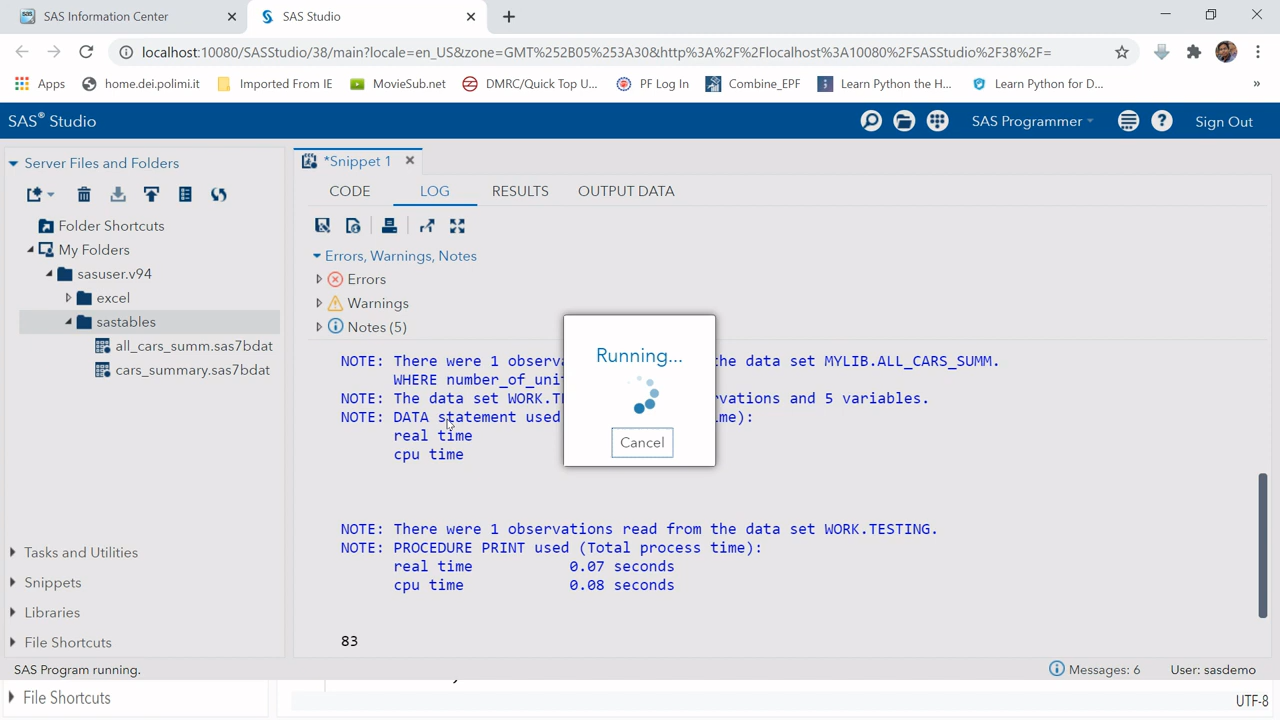 SAS Information Center
SAS Studio
localhost:10080/SASStudio/38/main?locale=en_US&zone=GMT%252B05%253A30&http%3A%2F%2Flocalhost%3A10080%2FSASStudio%2F38%2F=
Apps
home.dei.polimi.it
Imported From IE
MovieSub.net
DMRC/Quick Top U...
PF Log In
Combine_EPF
Learn Python the H...
Learn Python for D...
»
SAS® Studio
SAS Programmer
Sign Out
Server Files and Folders
*Snippet 1
CODE
LOG
RESULTS
OUTPUT DATA
Folder Shortcuts
My Folders
sasuser.v94
excel
sastables
all_cars_summ.sas7bdat
cars_summary.sas7bdat
Tasks and Utilities
Snippets
Libraries
File Shortcuts
Errors, Warnings, Notes
Errors
Warnings
Notes (5)
NOTE: There were 1 observa the data set MYLIB.ALL_CARS_SUMM.
WHERE number_of_uni
NOTE: The data set WORK.T vations and 5 variables.
NOTE: DATA statement used ime):
real time
cpu time
NOTE: There were 1 observations read from the data set WORK.TESTING.
NOTE: PROCEDURE PRINT used (Total process time):
real time 0.07 seconds
cpu time 0.08 seconds
83
Running...
Cancel
SAS Program running.
Messages: 6
User: sasdemo
File Shortcuts
UTF-8